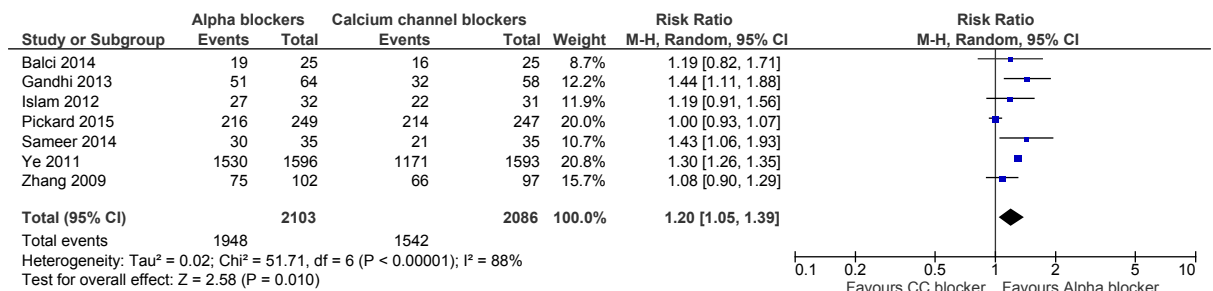 Alpha blockers Calcium channel blockers Risk Ratio Risk Ratio
Study or Subgroup Events Total Events Total Weight M-H, Random, 95% CI M-H, Random, 95% CI
Balci 2014 19 25 16 25 8.7% 1.19 [0.82, 1.71]
Gandhi 2013 51 64 32 58 12.2% 1.44 [1.11, 1.88]
Islam 2012 27 32 22 31 11.9% 1.19 [0.91, 1.56]
Pickard 2015 216 249 214 247 20.0% 1.00 [0.93, 1.07]
Sameer 2014 30 35 21 35 10.7% 1.43 [1.06, 1.93]
Ye 2011 1530 1596 1171 1593 20.8% 1.30 [1.26, 1.35]
Zhang 2009 75 102 66 97 15.7% 1.08 [0.90, 1.29]
Total (95% CI) 2103 2086 100.0% 1.20 [1.05, 1.39]
Total events 1948 1542
Heterogeneity: Tau² = 0.02; Chi² = 51.71, df = 6 (P < 0.00001); I² = 88%
Test for overall effect: Z = 2.58 (P = 0.010)
0.1 0.2 0.5 1 2 5 10
Favours CC blocker Favours Alpha blocker